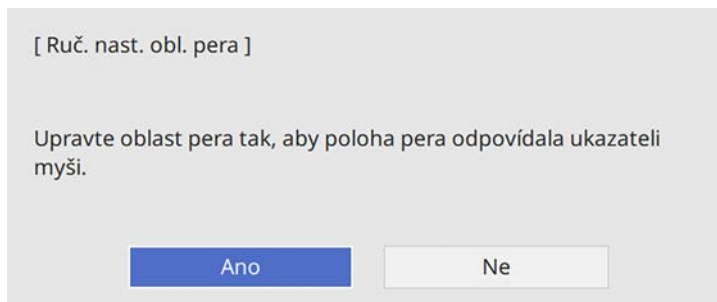 [ Ruč. nast. obl. pera ]
Upravte oblast pera tak, aby poloha pera odpovídala ukazateli
myši.
Ano
Ne